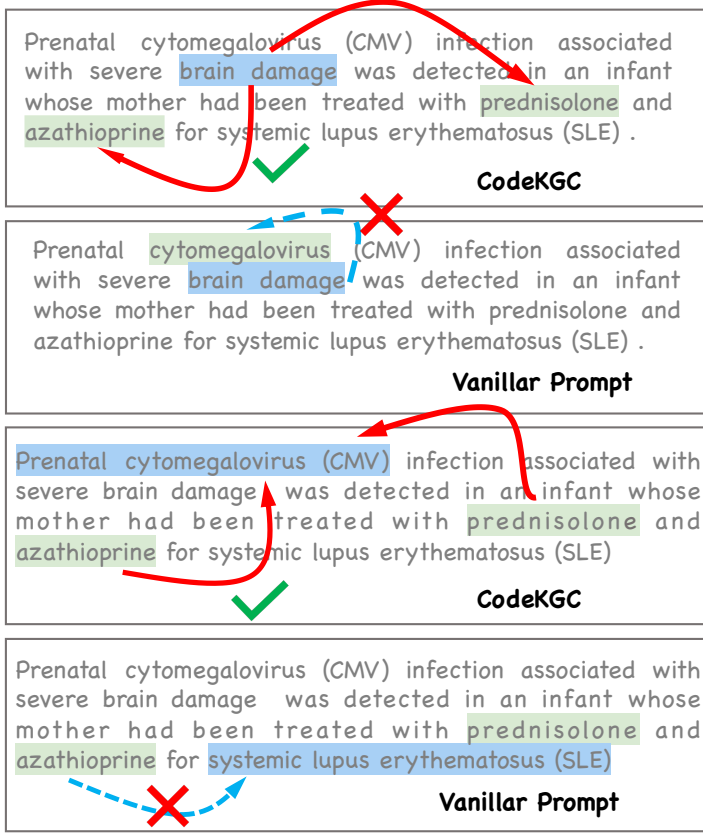 Prenatal cytomegalovirus (CMV) infection associated
with severe brain damage was detected in an infant
whose mother had been treated with prednisolone and
azathioprine for systemic lupus erythematosus (SLE) .
CodeKGC
Prenatal cytomegalovirus (CMV) infection associated
with severe brain damage was detected in an infant
whose mother had been treated with prednisolone and
azathioprine for systemic lupus erythematosus (SLE) .
Vanillar Prompt
Prenatal cytomegalovirus (CMV) infection associated with
severe brain damage was detected in an infant whose
mother had been treated with prednisolone and
azathioprine for systemic lupus erythematosus (SLE)
CodeKGC
Prenatal cytomegalovirus (CMV) infection associated with
severe brain damage was detected in an infant whose
mother had been treated with prednisolone and
azathioprine for systemic lupus erythematosus (SLE)
Vanillar Prompt